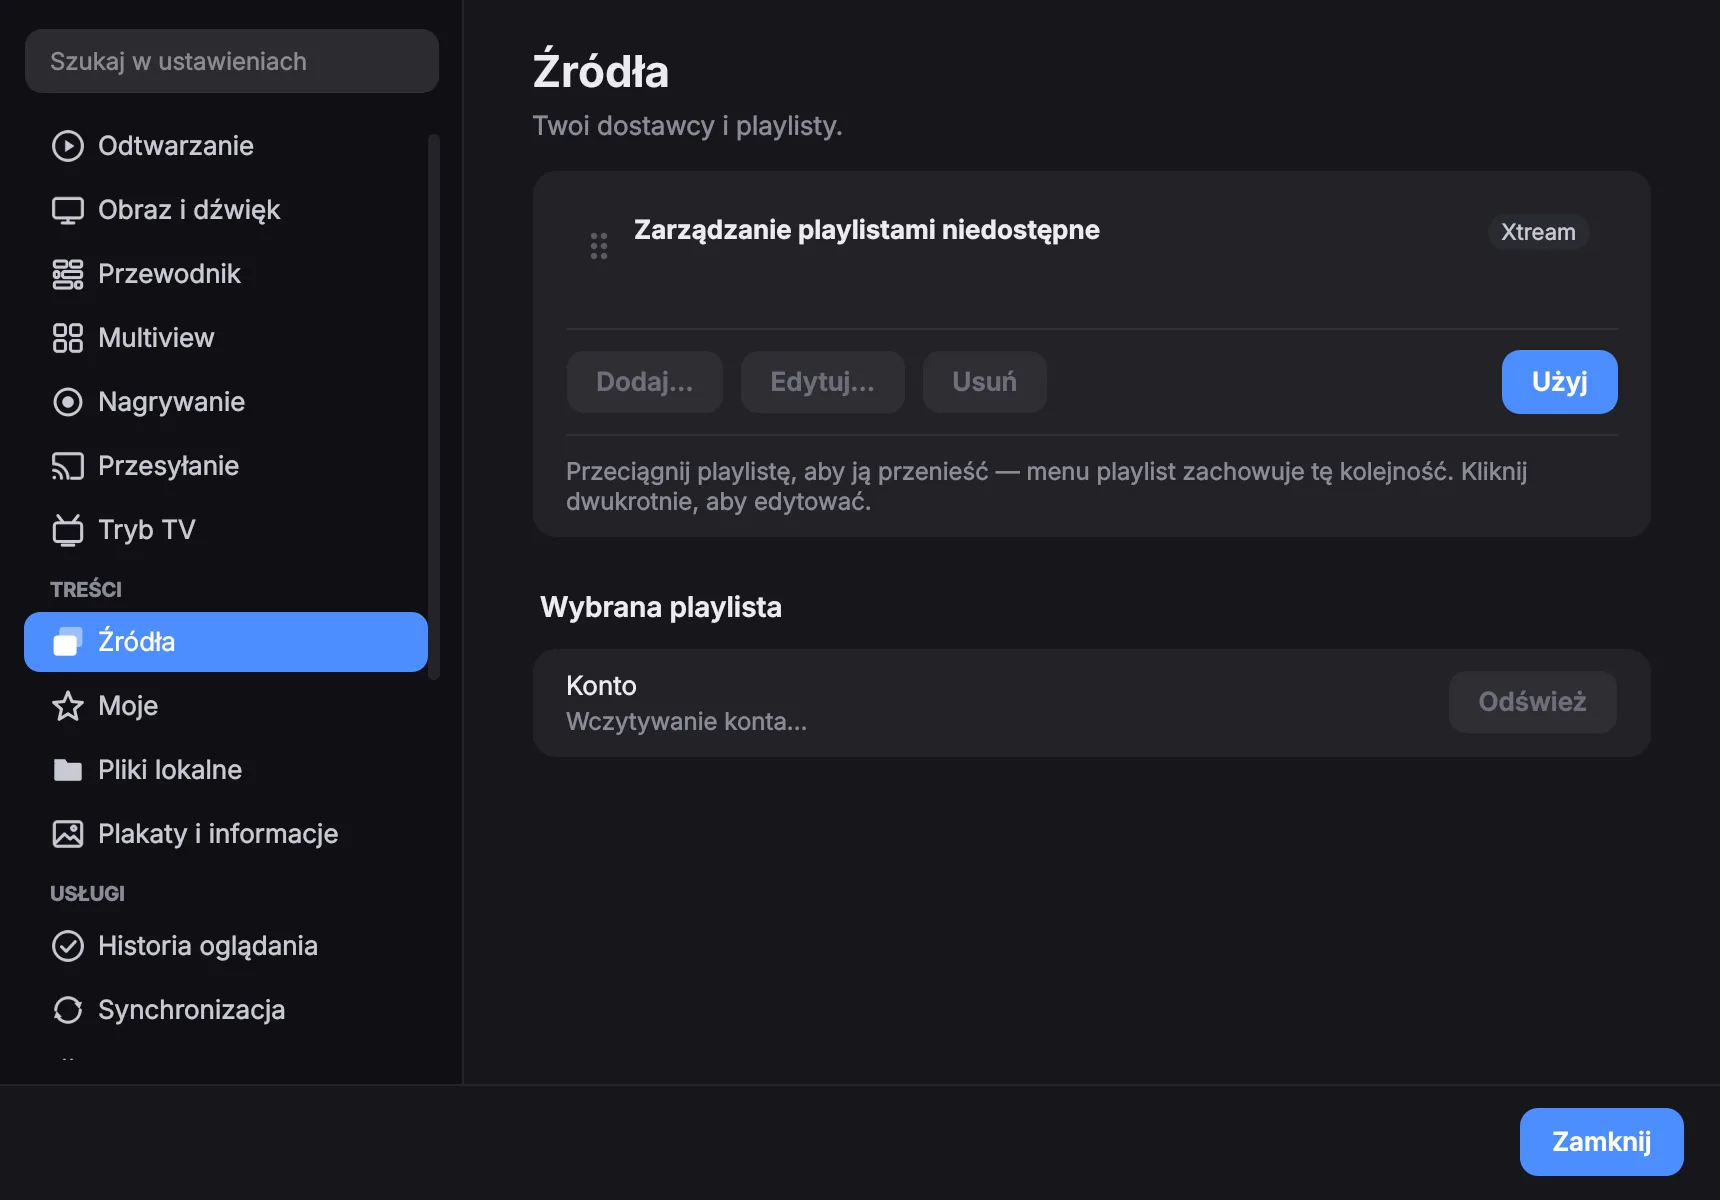 Szukaj w ustawieniach
Odtwarzanie
Obraz i dźwięk
Przewodnik
Multiview
Nagrywanie
Przesyłanie
Tryb TV
TREŚCI
Źródła
Moje
Pliki lokalne
Plakaty i informacje
USŁUGI
Historia oglądania
Synchronizacja
Źródła
Twoi dostawcy i playlisty.
Zarządzanie playlistami niedostępne
Xtream
Dodaj...
Edytuj...
Usuń
Użyj
Przeciągnij playlistę, aby ją przenieść — menu playlist zachowuje tę kolejność. Kliknij
dwukrotnie, aby edytować.
Wybrana playlista
Konto
Wczytywanie konta...
Odśwież
Zamknij